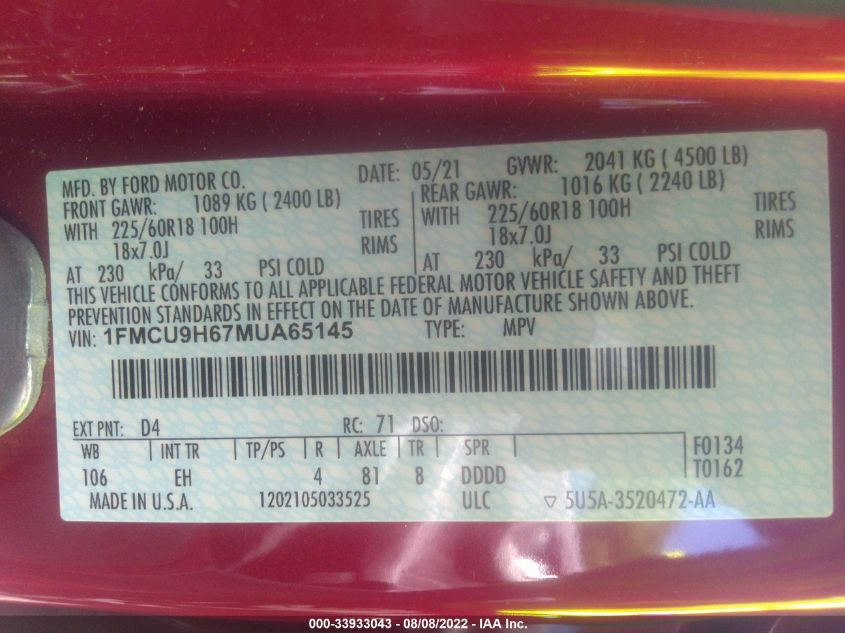 MFD. BY FORD MOTOR CO. DATE: 05/21 GVWR: 2041 KG ( 4500 LB)
FRONT GAWR: 1089 KG ( 2400 LB) REAR GAWR: 1016 KG ( 2240 LB)
WITH 225/60R18 100H TIRES WITH 225/60R18 100H TIRES
18x7.0J RIMS 18x7.0J RIMS
AT 230 kPa/ 33 PSI COLD AT 230 kPa/ 33 PSI COLD
THIS VEHICLE CONFORMS TO ALL APPLICABLE FEDERAL MOTOR VEHICLE SAFETY AND THEFT
PREVENTION STANDARDS IN EFFECT ON THE DATE OF MANUFACTURE SHOWN ABOVE.
VIN: 1FMCU9H67MUA65145 TYPE: MPV
EXT PNT: D4 RC: 71 DSO:
WB INT TR TP/PS R AXLE TR SPR F0134
106 EH 4 81 8 DDDD T0162
MADE IN U.S.A. 1202105033525 ULC ▽ 5U5A-3520472-AA
000-33933043 - 08/08/2022 - IAA Inc.